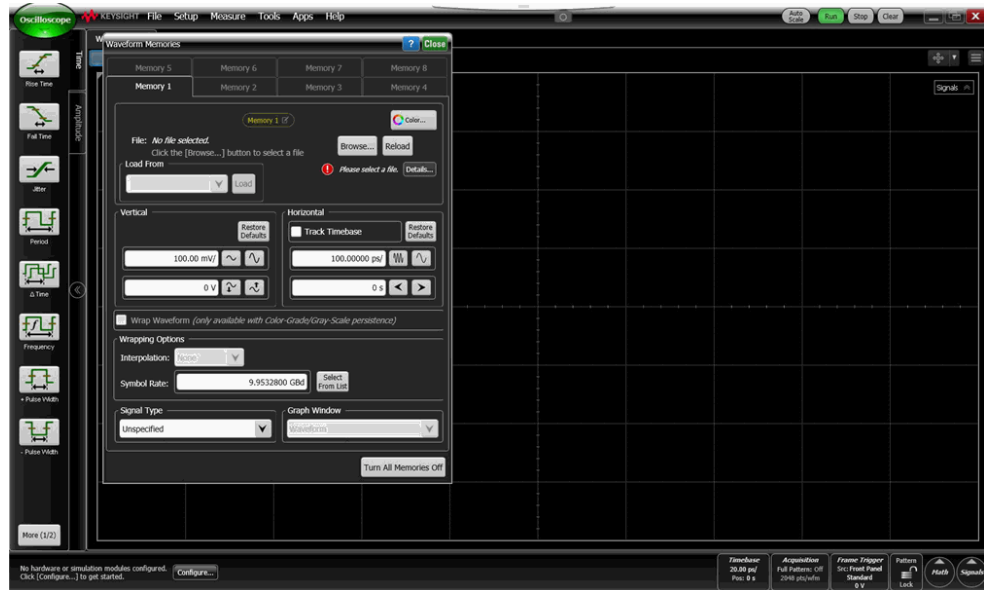 Oscilloscope
KEYSIGHT File Setup Measure Tools Apps Help
Auto Scale
Run Stop Clear
Waveform Memories ? Close
Memory 5 Memory 6 Memory 7 Memory 8
Memory 1 Memory 2 Memory 3 Memory 4
Memory 1
Color...
File: No file selected.
Click the [Browse...] button to select a file
Browse... Reload
Please select a file. Details...
Load From
Load
Vertical
Restore Defaults
100.00 mV/
0 V
Horizontal
Track Timebase
Restore Defaults
100.00000 ps/
0 s
Wrap Waveform (only available with Color-Grade/Gray-Scale persistence)
Wrapping Options
Interpolation: None
Symbol Rate: 9.9532800 GBd
Select From List
Signal Type
Unspecified
Graph Window
Waveform
Turn All Memories Off
Time
Amplitude
Rise Time
Fall Time
Jitter
Period
Δ Time
Frequency
+ Pulse Width
- Pulse Width
More (1/2)
Signals
No hardware or simulation modules configured.
Click [Configure...] to get started.
Configure...
Timebase
20.00 ps/
Pos: 0 s
Acquisition
Full Pattern: Off
2048 pts/wfm
Frame Trigger
Src: Front Panel
Standard
0 V
Pattern
Lock
Math
Signals